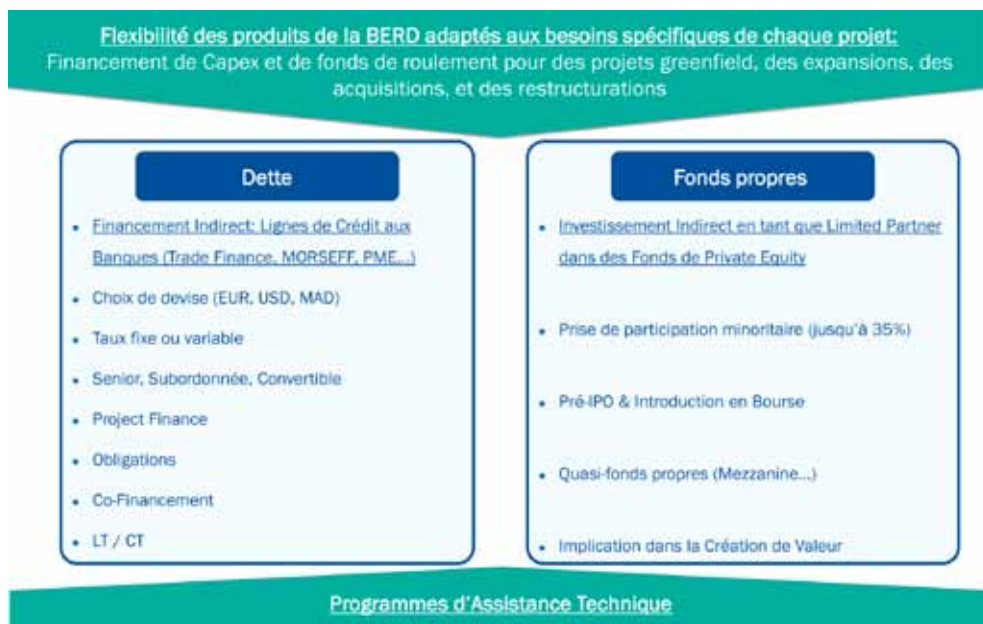 Flexibilité des produits de la BERD adaptés aux besoins spécifiques de chaque projet:
Financement de Capex et de fonds de roulement pour des projets greenfield, des expansions, des
acquisitions, et des restructurations
Dette
• Financement Indirect: Lignes de Crédit aux
Banques (Trade Finance, MORSEFF, PME...)
• Choix de devise (EUR, USD, MAD)
• Taux fixe ou variable
• Senior, Subordonnée, Convertible
• Project Finance
• Obligations
• Co-Financement
• LT / CT
Fonds propres
• Investissement Indirect en tant que Limited Partner
dans des Fonds de Private Equity
• Prise de participation minoritaire (jusqu'à 35%)
• Pré-IPO & Introduction en Bourse
• Quasi-fonds propres (Mezzanine...)
• Implication dans la Création de Valeur
Programmes d'Assistance Technique